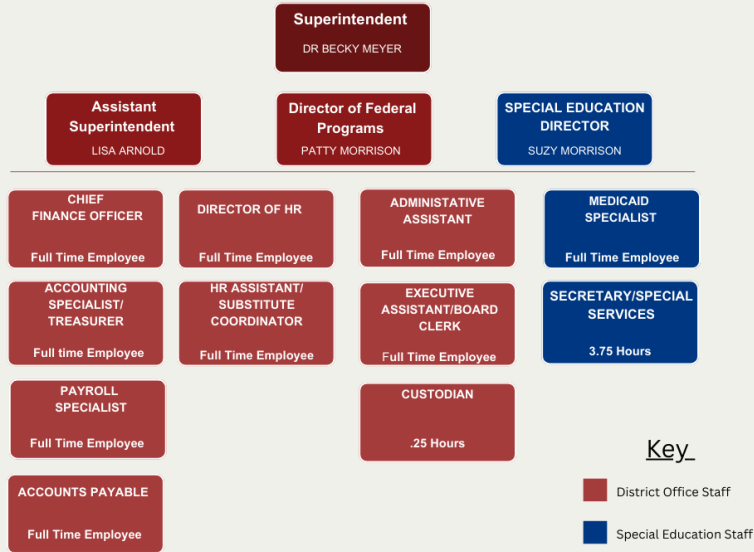 Superintendent
DR BECKY MEYER
Assistant
Superintendent
LISA ARNOLD
Director of Federal
Programs
PATTY MORRISON
SPECIAL EDUCATION
DIRECTOR
SUZY MORRISON
CHIEF
FINANCE OFFICER
Full Time Employee
DIRECTOR OF HR
Full Time Employee
ADMINISTATIVE
ASSISTANT
Full Time Employee
MEDICAID
SPECIALIST
Full Time Employee
ACCOUNTING
SPECIALIST/
TREASURER
Full time Employee
HR ASSISTANT/
SUBSTITUTE
COORDINATOR
Full Time Employee
EXECUTIVE
ASSISTANT/BOARD
CLERK
Full Time Employee
SECRETARY/SPECIAL
SERVICES
3.75 Hours
PAYROLL
SPECIALIST
Full Time Employee
CUSTODIAN
.25 Hours
ACCOUNTS PAYABLE
Full Time Employee
Key
District Office Staff
Special Education Staff